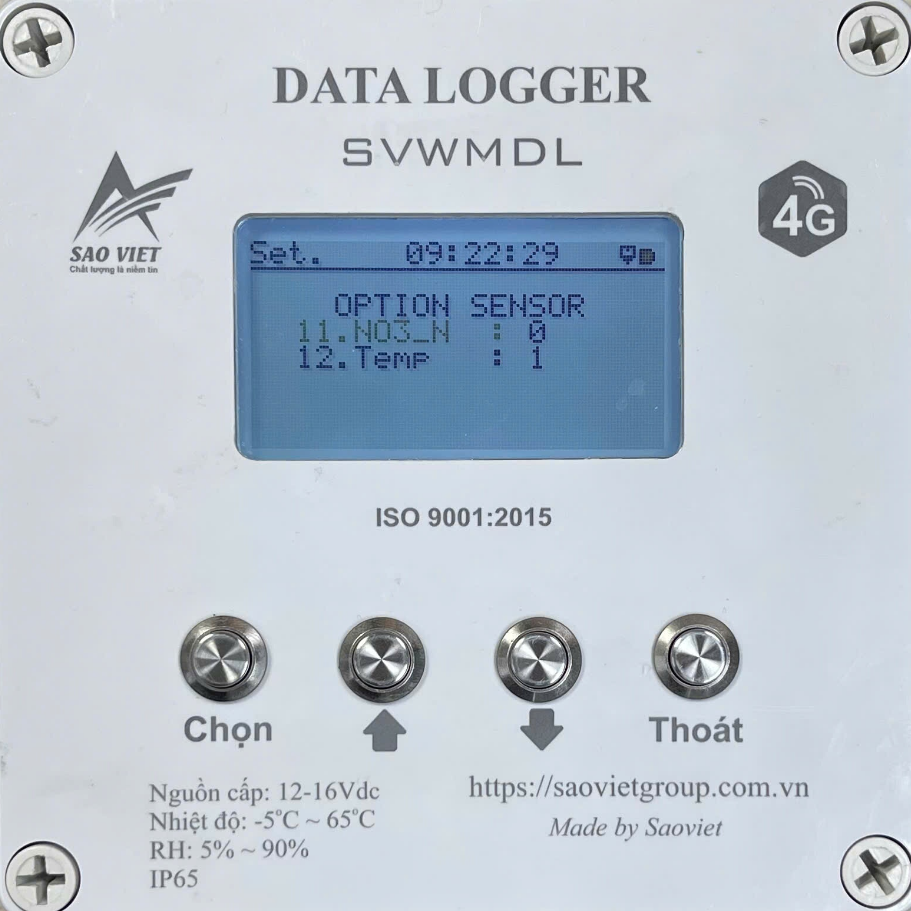 DATA LOGGER
SVWMDL
SAO VIET
Chất lượng là niềm tin
4G
Set. 09:22:29
OPTION SENSOR
11.NO3_N : 0
12.Temp : 1
ISO 9001:2015
Chọn
Thoát
Nguồn cấp: 12-16Vdc
Nhiệt độ: -5°C ~ 65°C
RH: 5% ~ 90%
IP65
https://saovietgroup.com.vn
Made by Saoviet